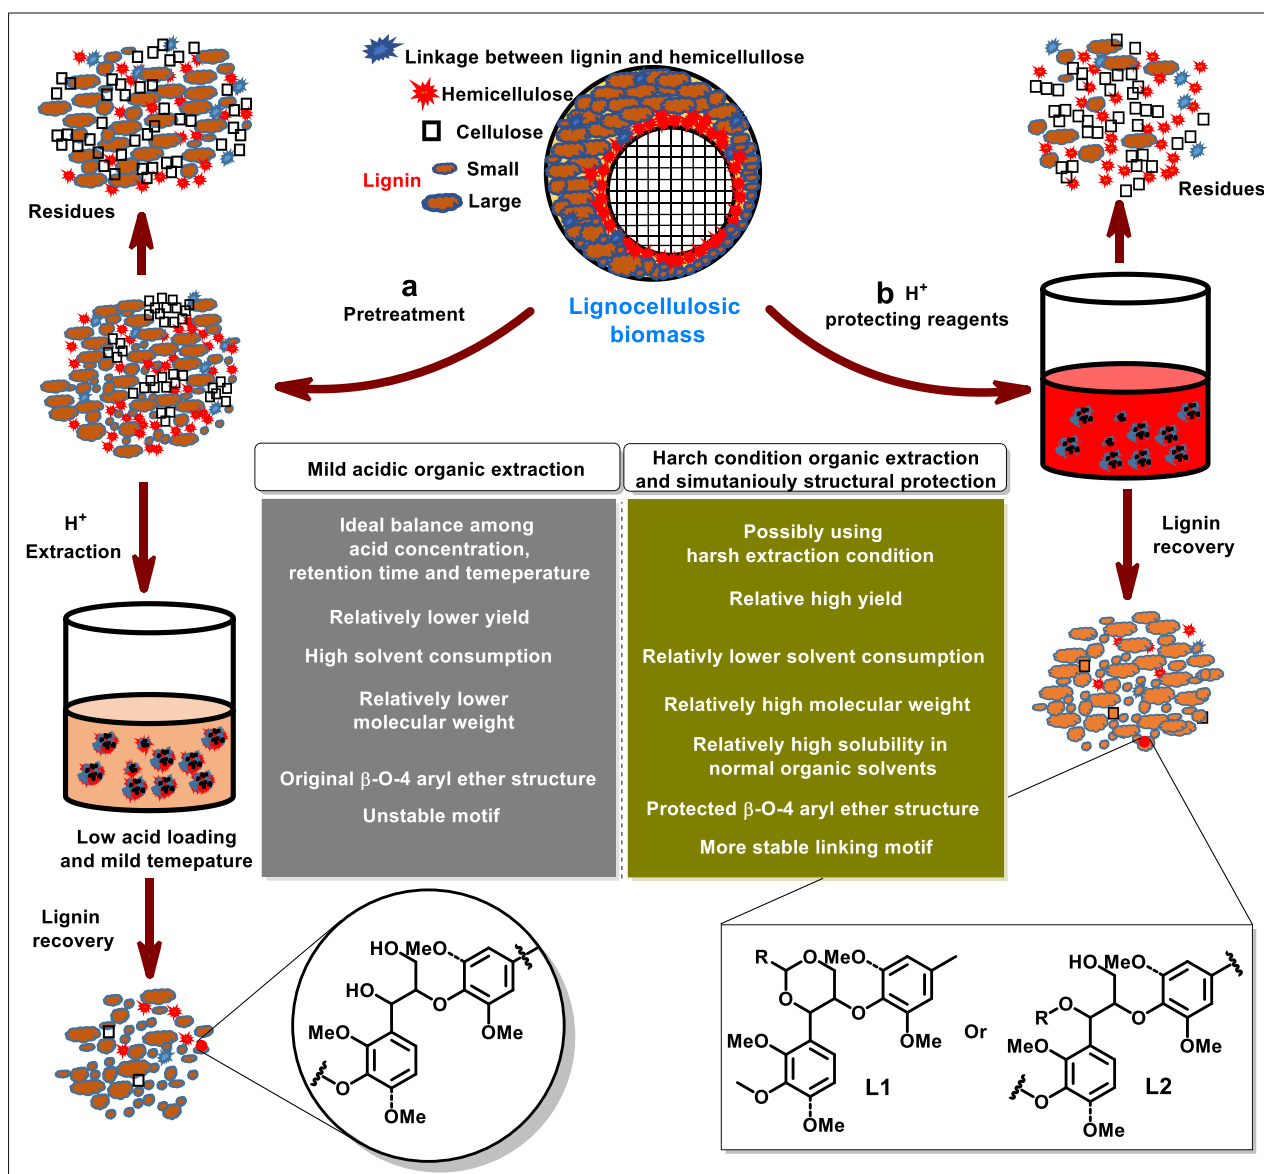 Linkage between lignin and hemicellullose
Hemicellulose
Cellulose
Lignin
Small
Large
Residues
Residues
a
Pretreatment
Lignocellulosic
biomass
b H+
protecting reagents
H+
Extraction
Mild acidic organic extraction
Harch condition organic extraction
and simutaniouly structural protection
Ideal balance among
acid concentration,
retention time and temeperature
Relatively lower yield
High solvent consumption
Relatively lower
molecular weight
Original β-O-4 aryl ether structure
Unstable motif
Possibly using
harsh extraction condition
Relative high yield
Relativly lower solvent consumption
Relatively high molecular weight
Relatively high solubility in
normal organic solvents
Protected β-O-4 aryl ether structure
More stable linking motif
Lignin
recovery
Low acid loading
and mild temepature
Lignin
recovery
HO
MeO
HO
O
MeO
OMe
O
OMe
R
O
MeO
O
O
OMe
MeO
O
OMe
L1
Or
HO
MeO
O
R
O
MeO
OMe
O
OMe
L2